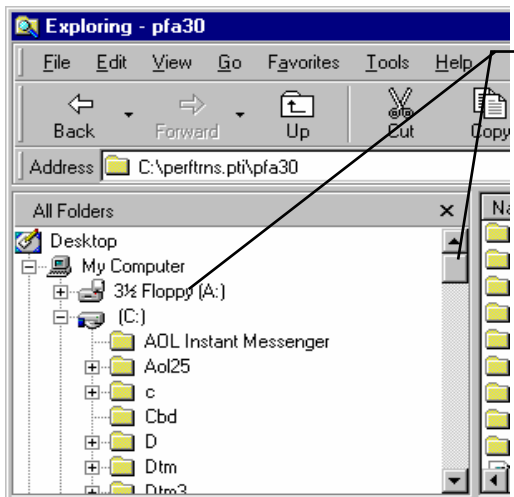 Exploring - pfa30
File Edit View Go Favorites Tools Help
Back Forward Up Cut Copy
Address C:\perftrns.pti\pfa30
All Folders
Desktop
My Computer
3½ Floppy (A:)
(C:)
AOL Instant Messenger
Aol25
c
Cbd
D
Dtm
Dtm3